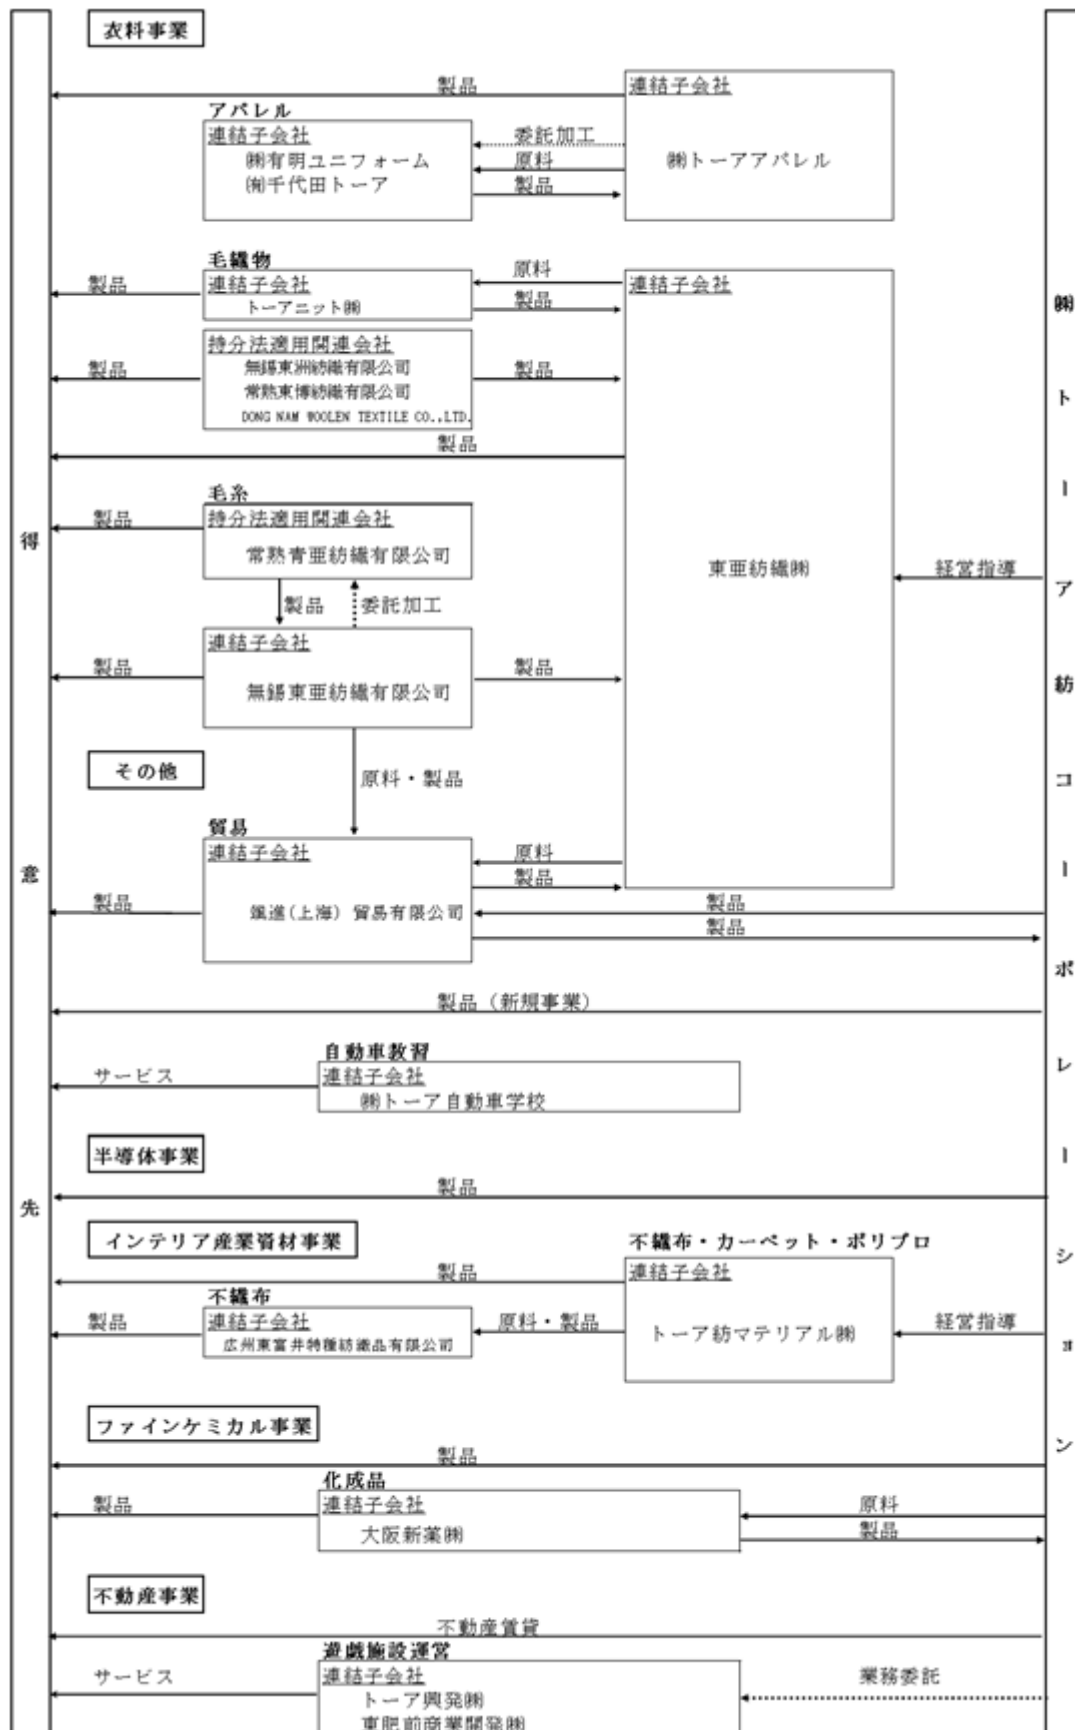 衣料事業
製品
連結子会社
アパレル
連結子会社
㈱有明ユニフォーム
㈲千代田トーア
委託加工
原料
製品
㈱トーアアパレル
毛織物
連結子会社
トーアニット㈱
製品
原料
製品
連結子会社
持分法適用関連会社
無錫東洲紡織有限公司
常熟東博紡織有限公司
DONG NAM WOOLEN TEXTILE CO.,LTD.
製品
製品
製品
毛糸
持分法適用関連会社
常熟青亜紡織有限公司
製品
東亜紡織㈱
経営指導
製品
委託加工
連結子会社
無錫東亜紡織有限公司
製品
製品
その他
原料・製品
貿易
連結子会社
颯進(上海)貿易有限公司
原料
製品
製品
製品
製品
製品(新規事業)
自動車教習
連結子会社
㈱トーア自動車学校
サービス
半導体事業
製品
インテリア産業資材事業
不織布・カーペット・ポリプロ
製品
連結子会社
トーア紡マテリアル㈱
不織布
連結子会社
広州東富井特種紡織品有限公司
製品
原料・製品
経営指導
ファインケミカル事業
製品
化成品
連結子会社
大阪新薬㈱
製品
原料
製品
不動産事業
不動産賃貸
遊戯施設運営
連結子会社
トーア興発㈱
東肥前商業開発㈱
サービス
業務委託
得意先
㈱トーア紡コーポレーション